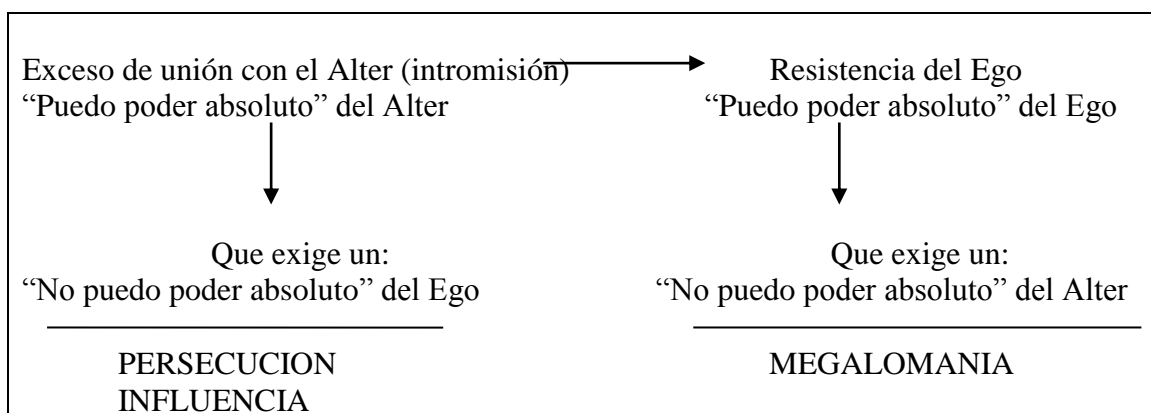 Exceso de unión con el Alter (intromisión)
“Puedo poder absoluto” del Alter
Que exige un:
“No puedo poder absoluto” del Ego
PERSECUCION
INFLUENCIA
Resistencia del Ego
“Puedo poder absoluto” del Ego
Que exige un:
“No puedo poder absoluto” del Alter
MEGALOMANIA